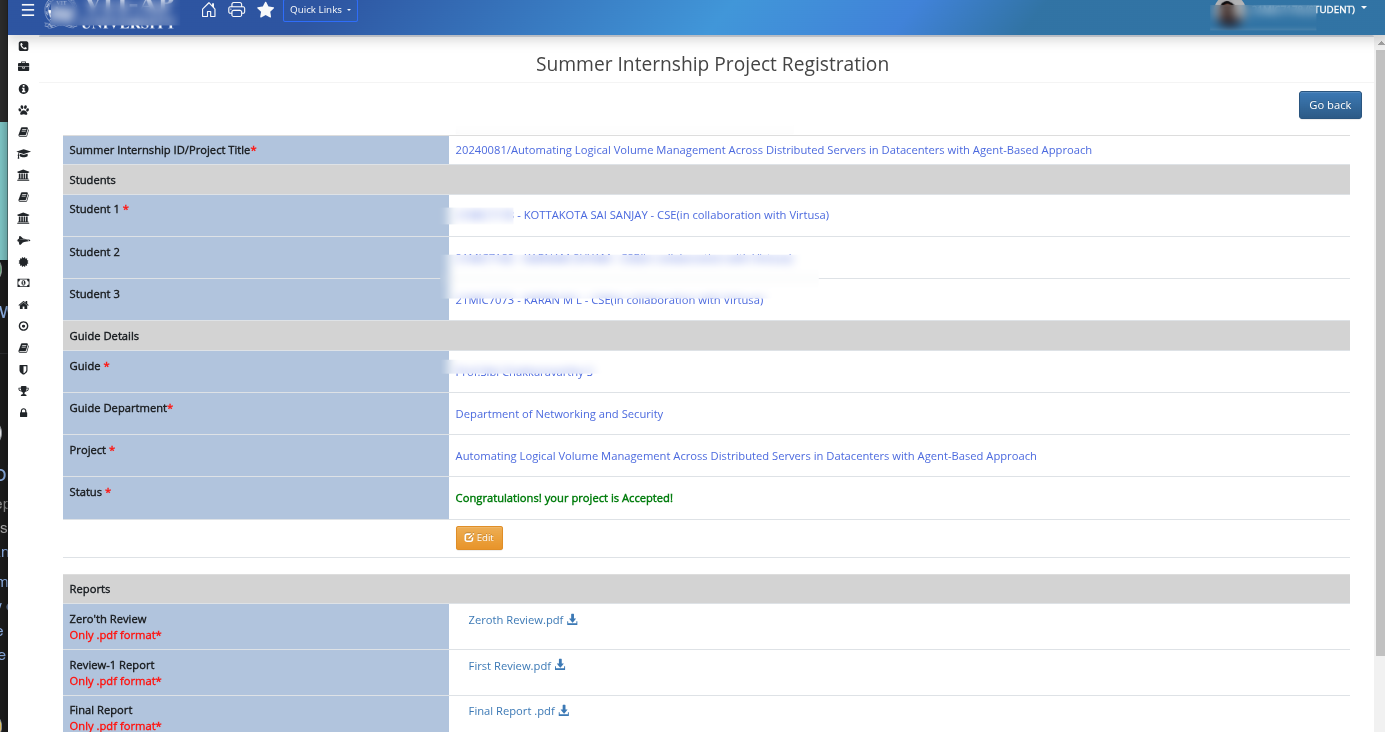 UNIVERSITY
Quick Links
TUDENT)
Summer Internship Project Registration
Go back
Summer Internship ID/Project Title*
20240081/Automating Logical Volume Management Across Distributed Servers in Datacenters with Agent-Based Approach
Students
Student 1 *
- KOTTAKOTA SAI SANJAY - CSE(in collaboration with Virtusa)
Student 2
Student 3
21MIC7073 - KARAN M L - CSE(in collaboration with Virtusa)
Guide Details
Guide *
Guide Department*
Department of Networking and Security
Project *
Automating Logical Volume Management Across Distributed Servers in Datacenters with Agent-Based Approach
Status *
Congratulations! your project is Accepted!
Edit
Reports
Zero'th Review
Only .pdf format*
Zeroth Review.pdf
Review-1 Report
Only .pdf format*
First Review.pdf
Final Report
Only .pdf format*
Final Report .pdf